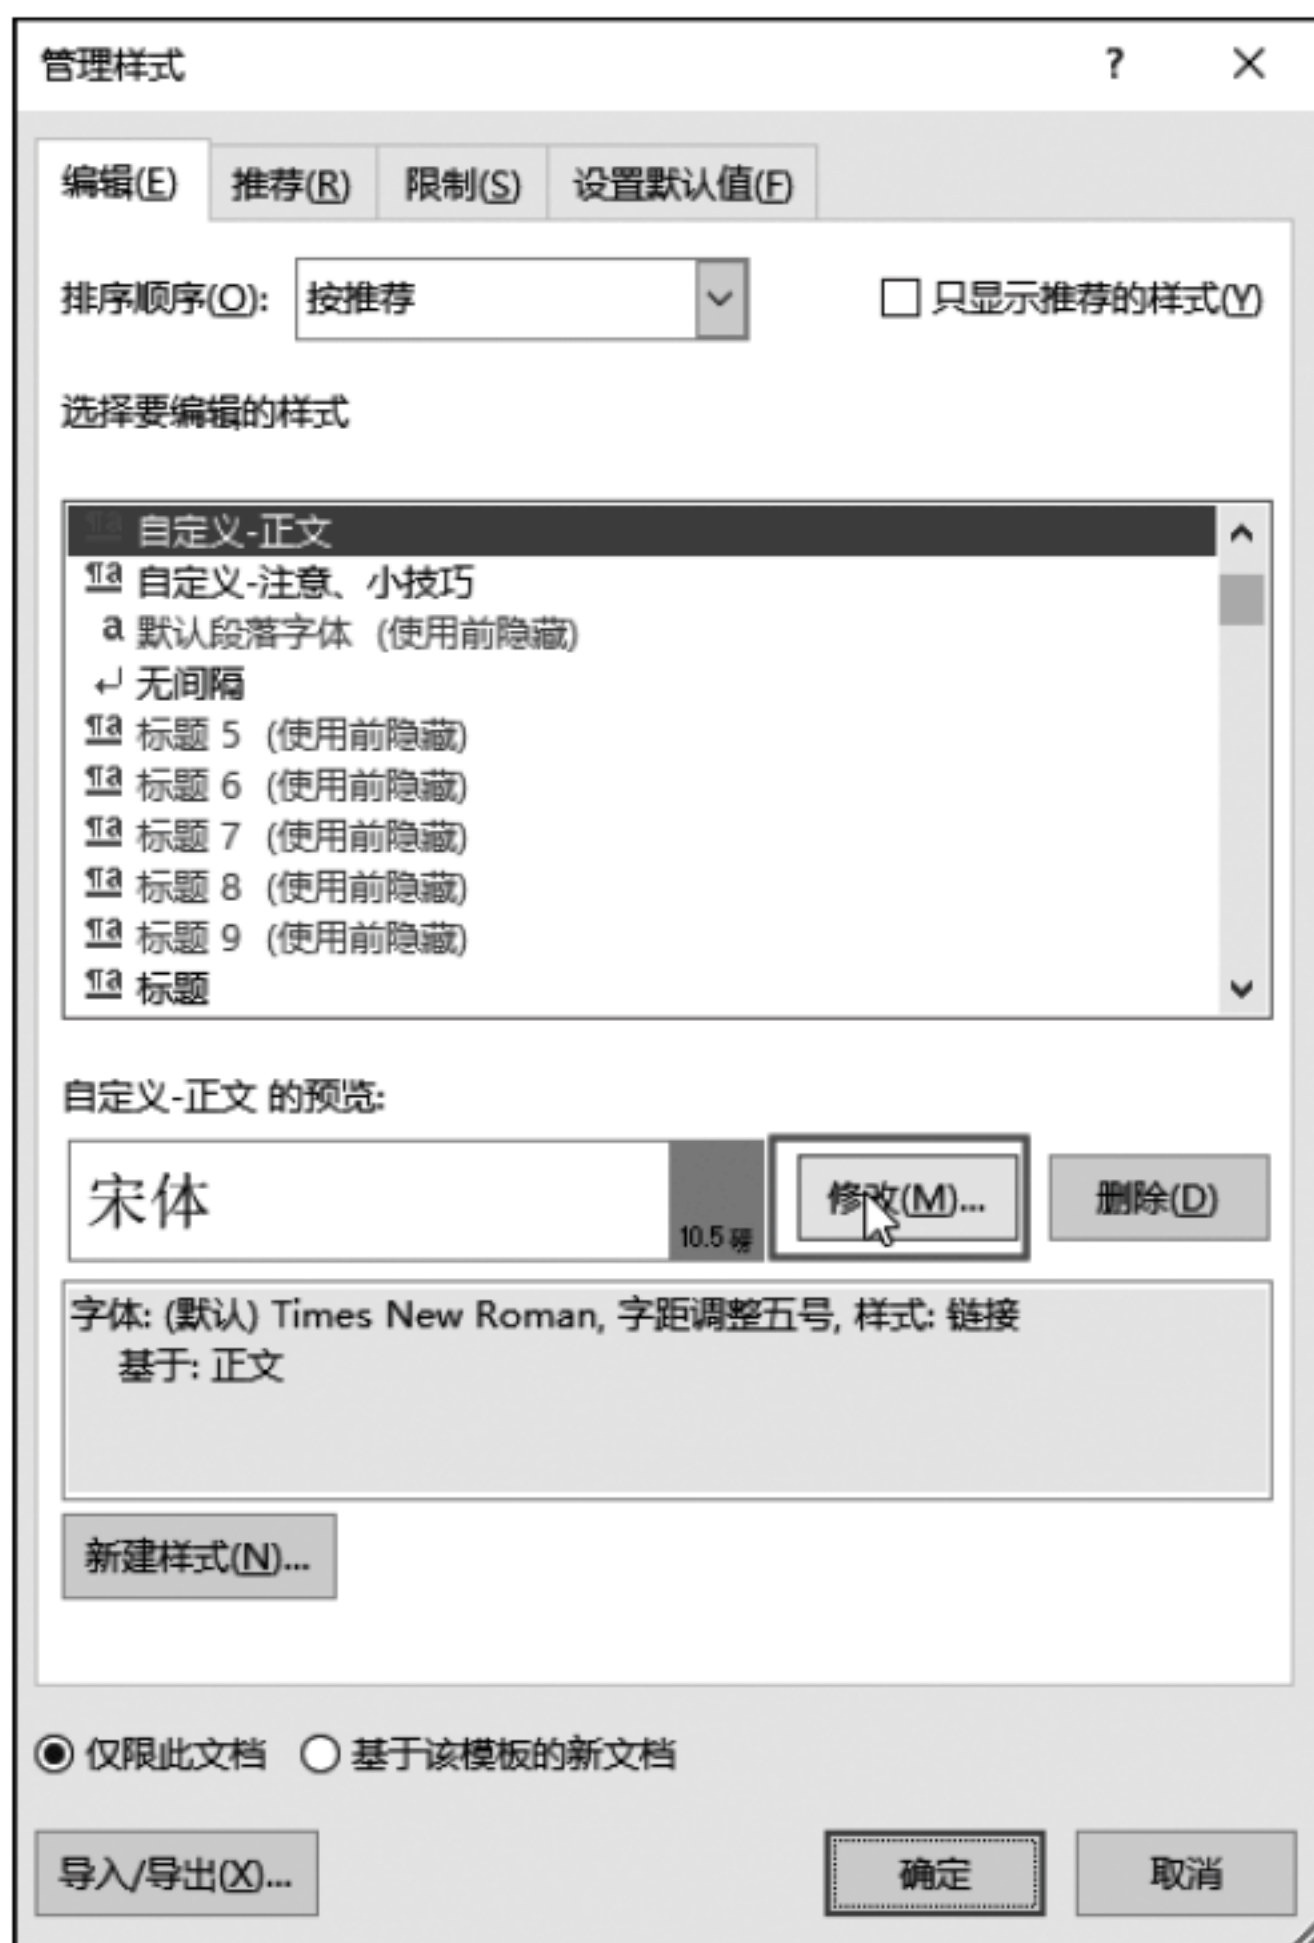 管理样式 ?
编辑(E) 推荐(R) 限制(S) 设置默认值(F)
排序顺序(O): 按推荐 只显示推荐的样式(Y)
选择要编辑的样式
¶a 自定义-正文
¶a 自定义-注意、小技巧
a 默认段落字体 (使用前隐藏)
↵ 无间隔
¶a 标题 5 (使用前隐藏)
¶a 标题 6 (使用前隐藏)
¶a 标题 7 (使用前隐藏)
¶a 标题 8 (使用前隐藏)
¶a 标题 9 (使用前隐藏)
¶a 标题
自定义-正文 的预览:
宋体 10.5 磅 修改(M)... 删除(D)
字体: (默认) Times New Roman, 字距调整五号, 样式: 链接
基于: 正文
新建样式(N)...
仅限此文档 基于该模板的新文档
导入/导出(X)... 确定 取消